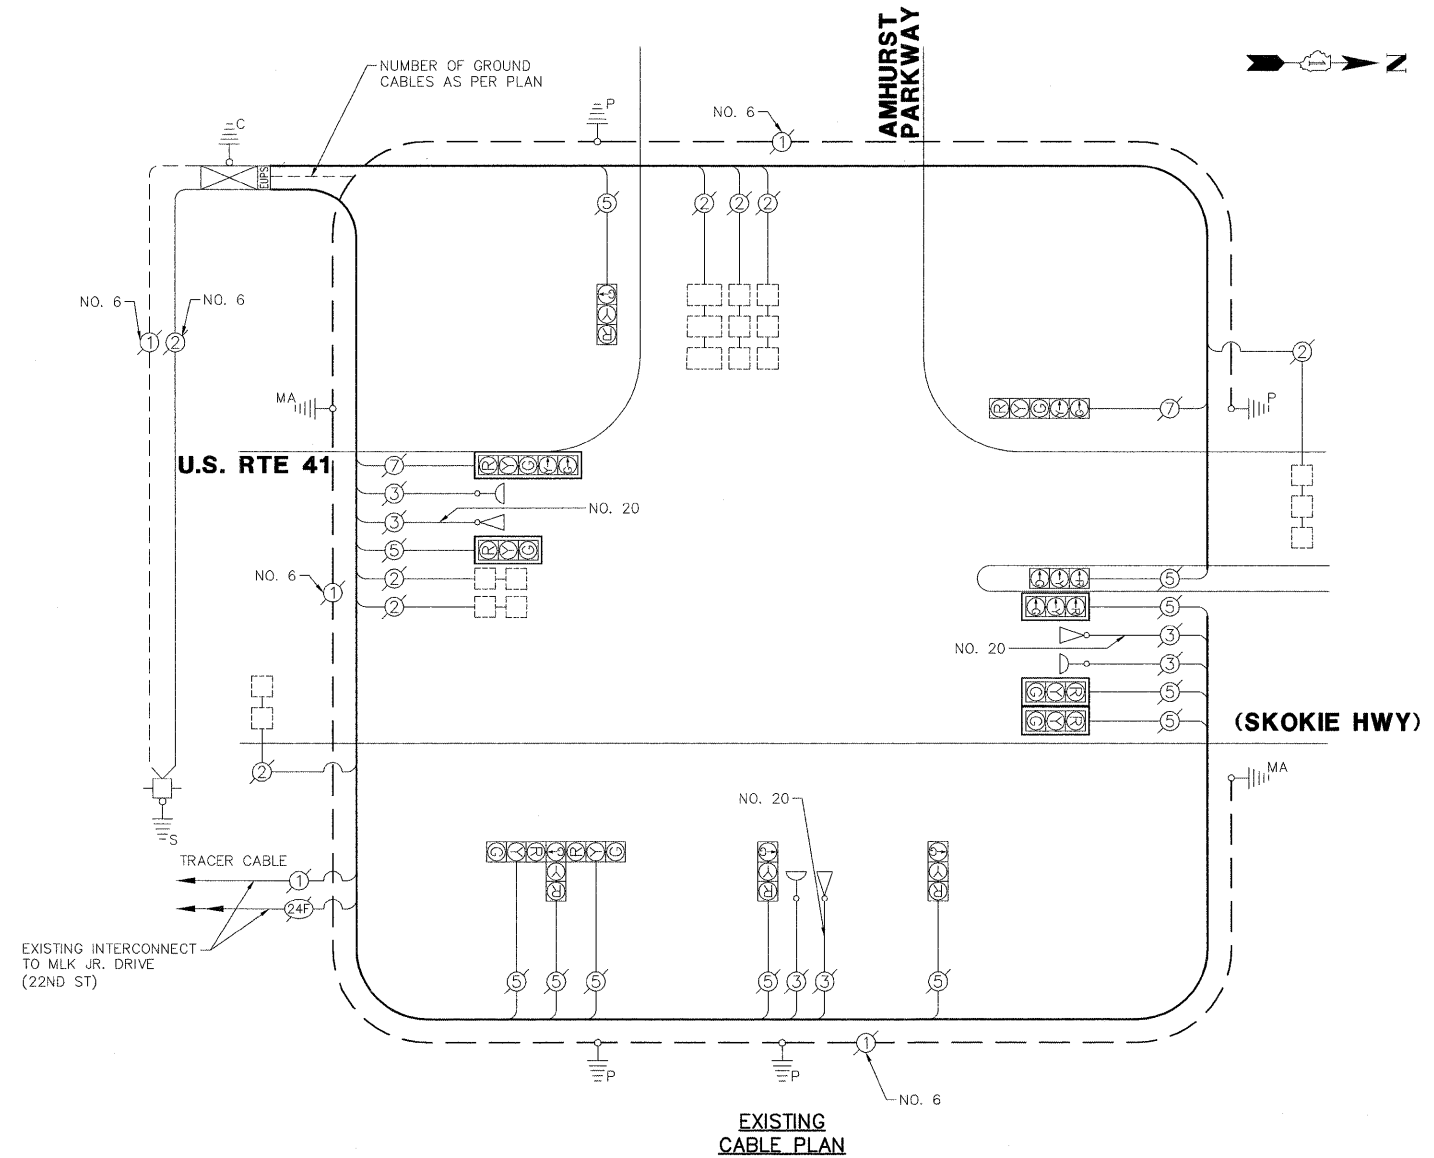 AMHURST
PARKWAY
N
NUMBER OF GROUND
CABLES AS PER PLAN
P
NO. 6
1
C
EUPS
5
2
2
2
G
Y
R
NO. 6
NO. 6
1
2
2
MA
P
R Y G Y G
7
U.S. RTE 41
7
R Y G Y G
3
3
NO. 20
5
R Y G
NO. 6
1
2
2
G Y R
5
G Y R
5
3
NO. 20
3
G Y R
5
G Y R
5
(SKOKIE HWY)
2
MA
S
NO. 20
TRACER CABLE
1
24F
G Y R G R Y G
Y
R
G
Y
R
G
Y
R
EXISTING INTERCONNECT
TO MLK JR. DRIVE
(22ND ST)
5
5
5
5
3
3
5
P
P
1
NO. 6
EXISTING
CABLE PLAN